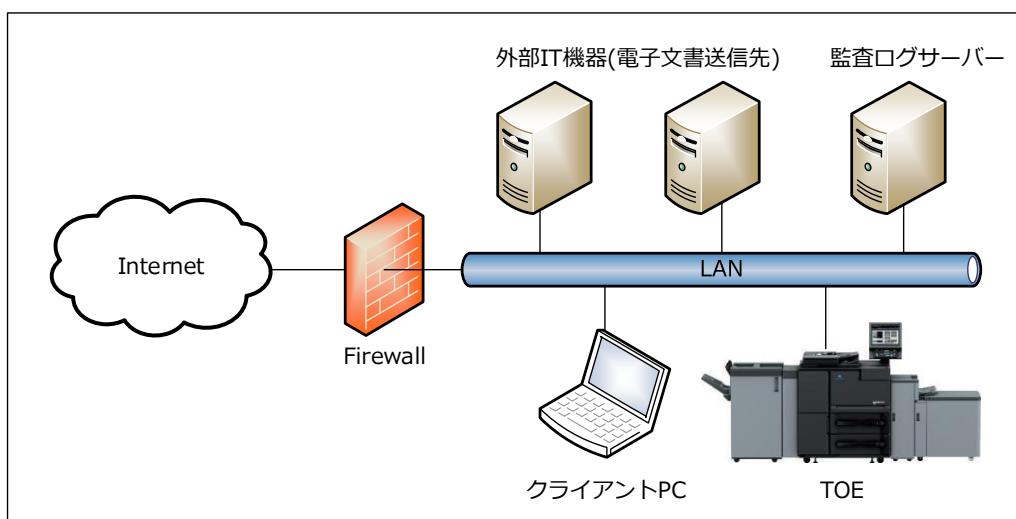 外部IT機器(電子文書送信先)
監査ログサーバー
Internet
LAN
Firewall
クライアントPC
TOE